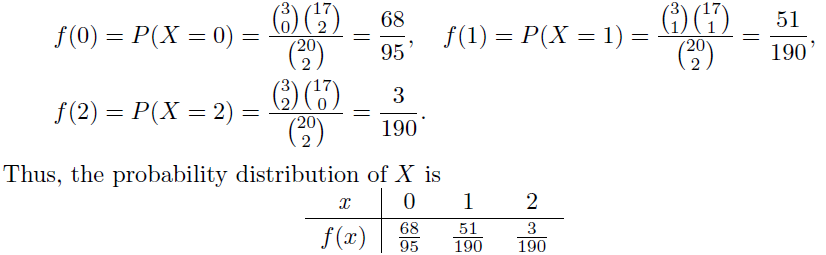 f(0) = P(X = 0) = \frac{\binom{3}{0}\binom{17}{2}}{\binom{20}{2}} = \frac{68}{95}, f(1) = P(X = 1) = \frac{\binom{3}{1}\binom{17}{1}}{\binom{20}{2}} = \frac{51}{190},
f(2) = P(X = 2) = \frac{\binom{3}{2}\binom{17}{0}}{\binom{20}{2}} = \frac{3}{190}.
Thus, the probability distribution of X is
x 0 1 2
f(x) \frac{68}{95} \frac{51}{190} \frac{3}{190}